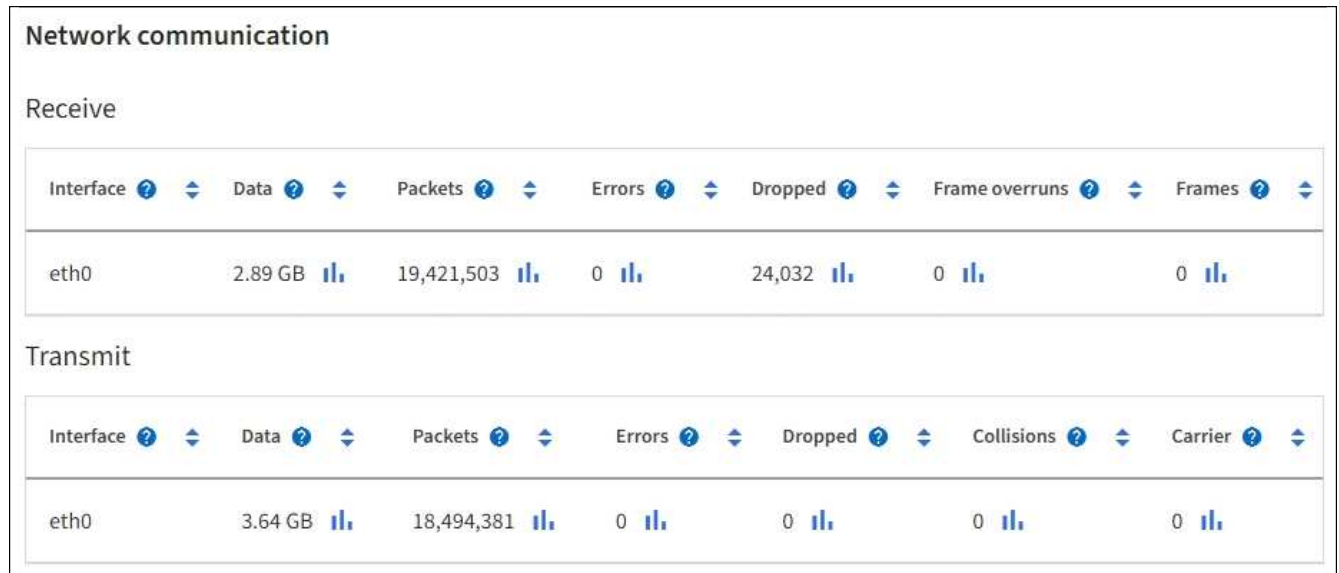 Network communication
Receive
Interface ? Data ? Packets ? Errors ? Dropped ? Frame overruns ? Frames ?
eth0 2.89 GB 19,421,503 0 24,032 0 0
Transmit
Interface ? Data ? Packets ? Errors ? Dropped ? Collisions ? Carrier ?
eth0 3.64 GB 18,494,381 0 0 0 0